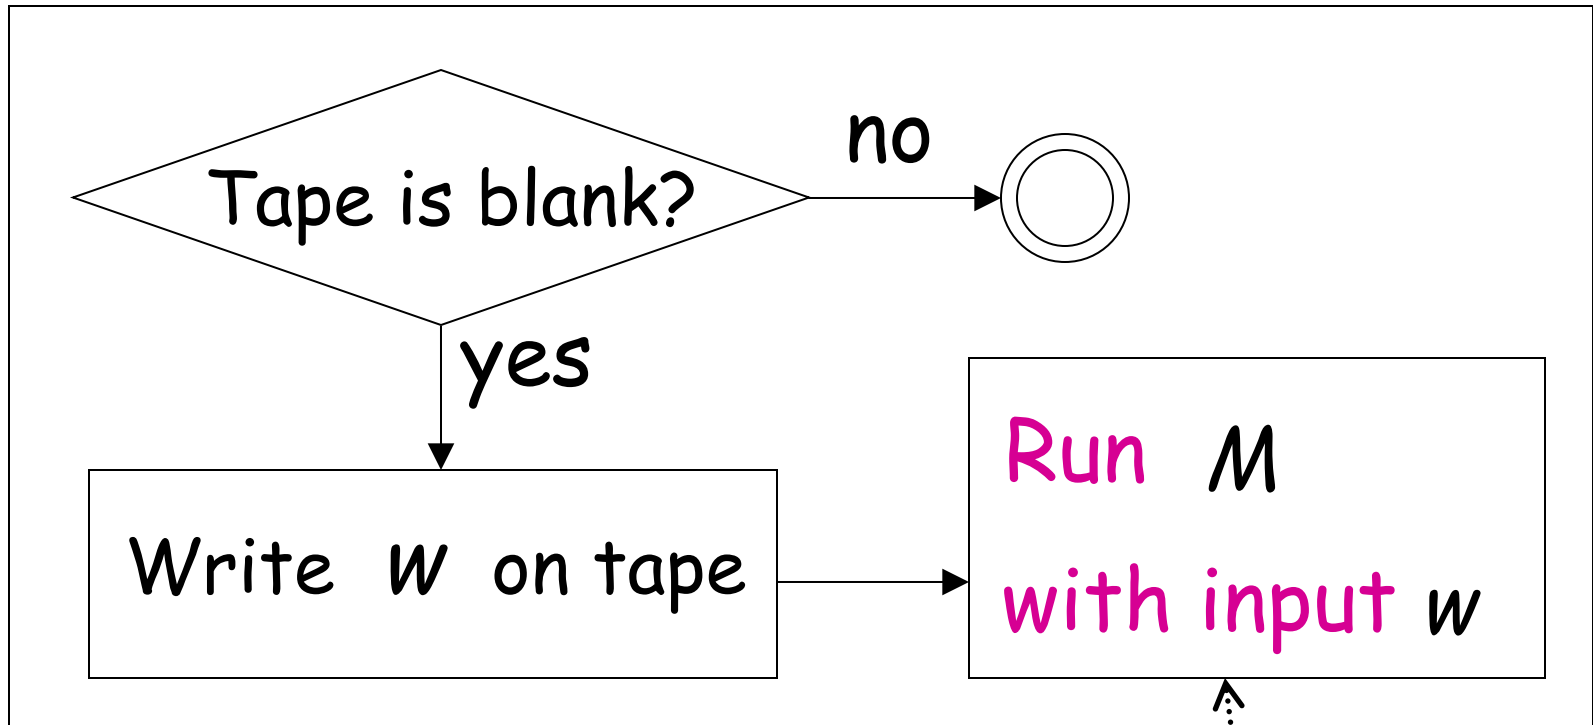 no
Tape is blank?
yes
Run M
Write w on tape
with input w